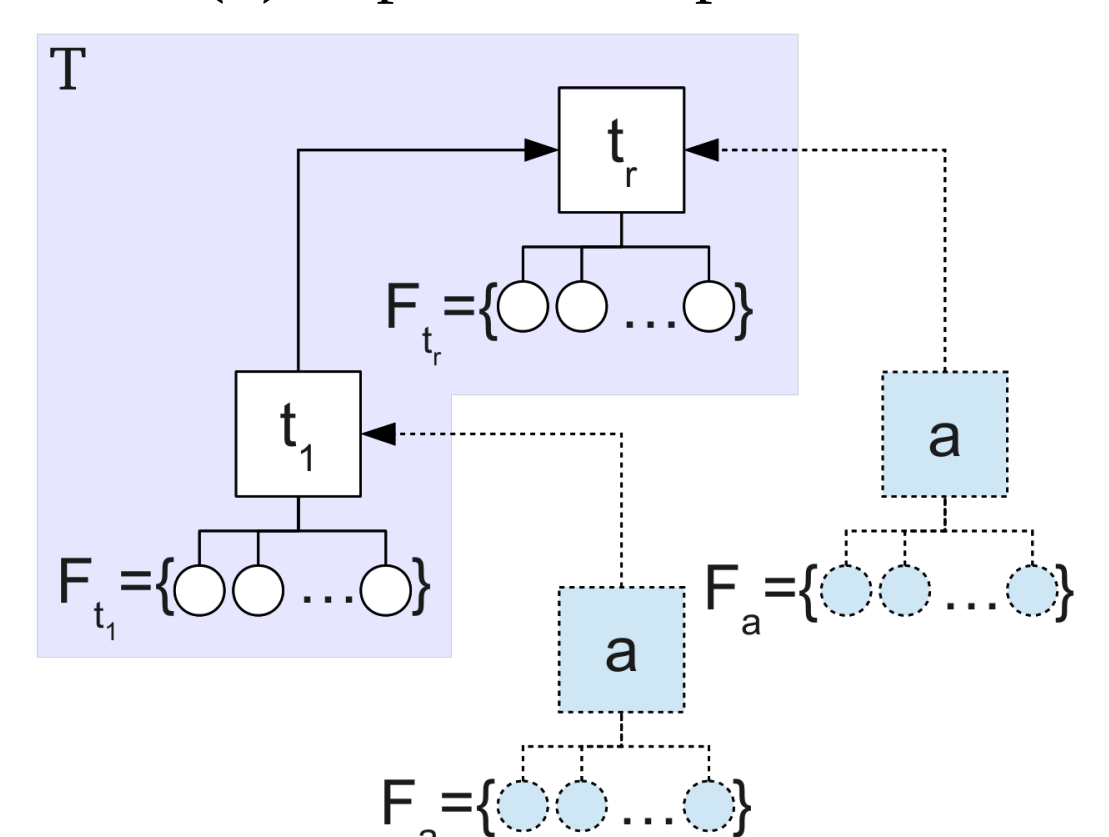 T
t_r
F_{t_r}={ ... }
t_1
a
F_{t_1}={ ... }
F_a={ ... }
a
F_a={ ... }